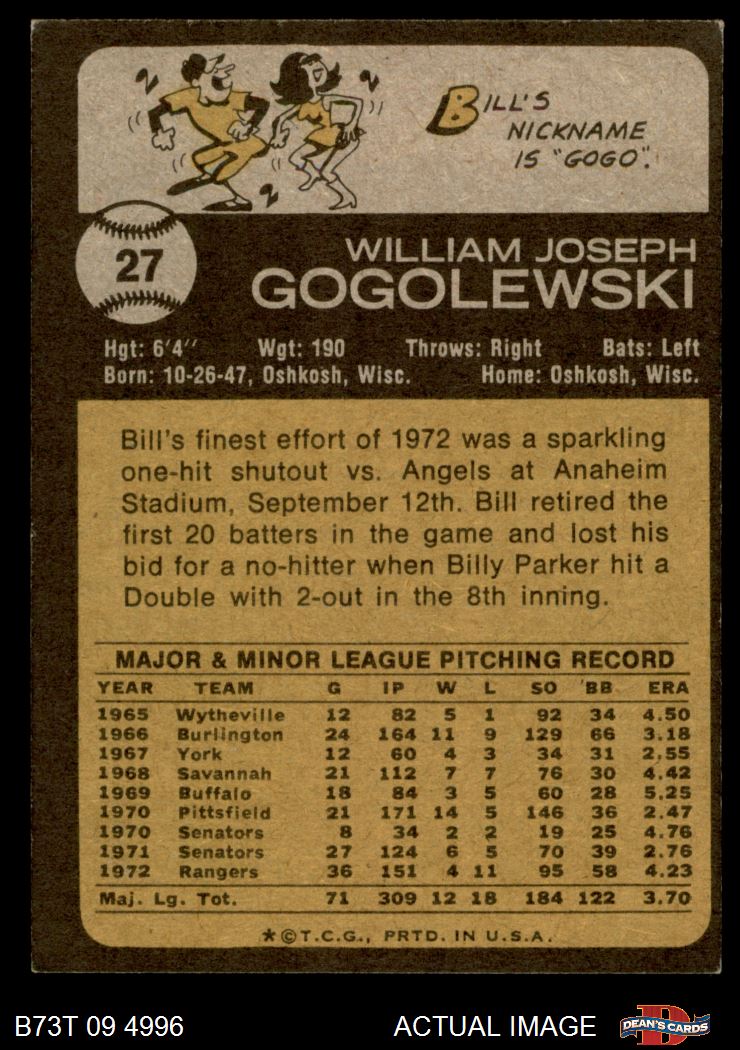 BILL'S
NICKNAME
IS "GOGO".
27
WILLIAM JOSEPH
GOGOLEWSKI
Hgt: 6'4" Wgt: 190 Throws: Right Bats: Left
Born: 10-26-47, Oshkosh, Wisc. Home: Oshkosh, Wisc.
Bill's finest effort of 1972 was a sparkling
one-hit shutout vs. Angels at Anaheim
Stadium, September 12th. Bill retired the
first 20 batters in the game and lost his
bid for a no-hitter when Billy Parker hit a
Double with 2-out in the 8th inning.
MAJOR & MINOR LEAGUE PITCHING RECORD
YEAR TEAM G IP W L SO BB ERA
1965 Wytheville 12 82 5 1 92 34 4.50
1966 Burlington 24 164 11 9 129 66 3.18
1967 York 12 60 4 3 34 31 2.55
1968 Savannah 21 112 7 7 76 30 4.42
1969 Buffalo 18 84 3 5 60 28 5.25
1970 Pittsfield 21 171 14 5 146 36 2.47
1970 Senators 8 34 2 2 19 25 4.76
1971 Senators 27 124 6 5 70 39 2.76
1972 Rangers 36 151 4 11 95 58 4.23
Maj. Lg. Tot. 71 309 12 18 184 122 3.70
*©T.C.G., PRTD. IN U.S.A.
B73T 09 4996 ACTUAL IMAGE D DEAN'S CARDS